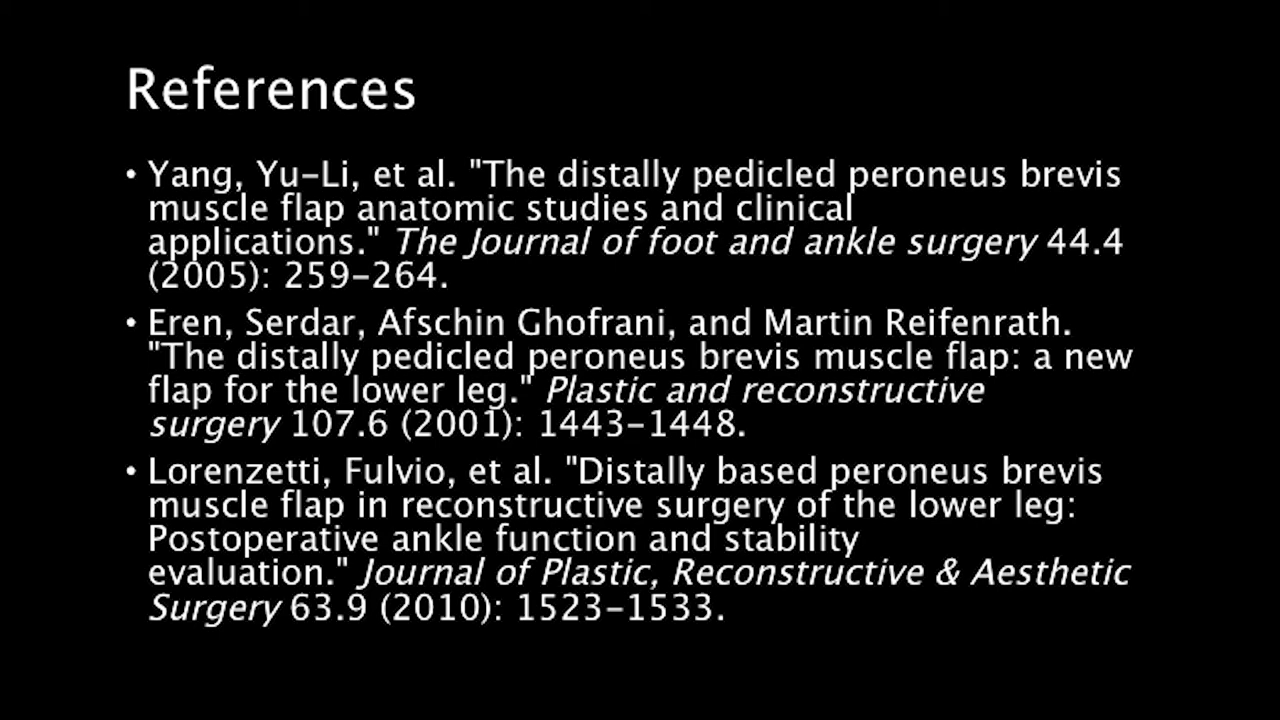 References
• Yang, Yu-Li, et al. "The distally pedicled peroneus brevis
muscle flap anatomic studies and clinical
applications." The Journal of foot and ankle surgery 44.4
(2005): 259-264.
• Eren, Serdar, Afschin Ghofrani, and Martin Reifenrath.
"The distally pedicled peroneus brevis muscle flap: a new
flap for the lower leg." Plastic and reconstructive
surgery 107.6 (2001): 1443-1448.
• Lorenzetti, Fulvio, et al. "Distally based peroneus brevis
muscle flap in reconstructive surgery of the lower leg:
Postoperative ankle function and stability
evaluation." Journal of Plastic, Reconstructive & Aesthetic
Surgery 63.9 (2010): 1523-1533.